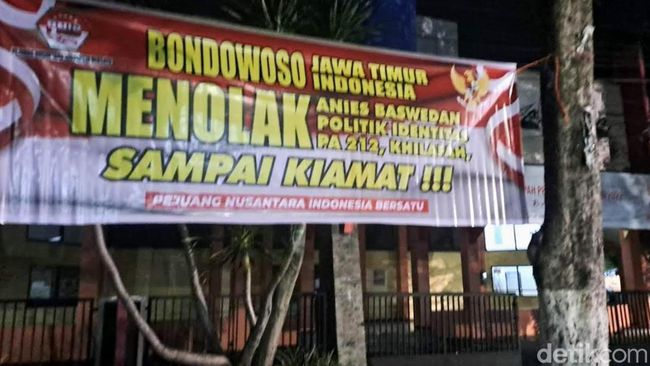 BONDOWOSO JAWA TIMUR
INDONESIA
MENOLAK
ANIES BASWEDAN
POLITIK IDENTITAS
PA 212, KHILAFAH,
SAMPAI KIAMAT !!!
PEJUANG NUSANTARA INDONESIA BERSATU
detikcom